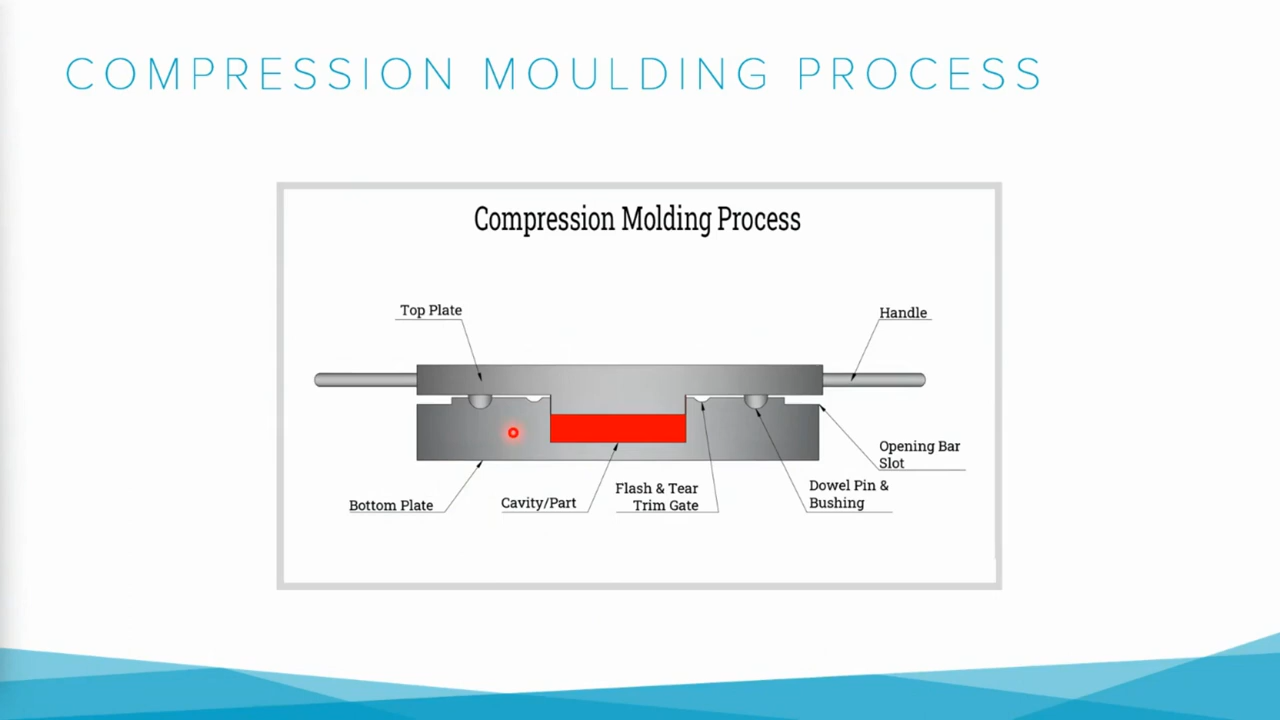 COMPRESSION MOULDING PROCESS
Compression Molding Process
Top Plate
Handle
Opening Bar
Slot
Dowel Pin &
Bushing
Flash & Tear
Trim Gate
Cavity/Part
Bottom Plate